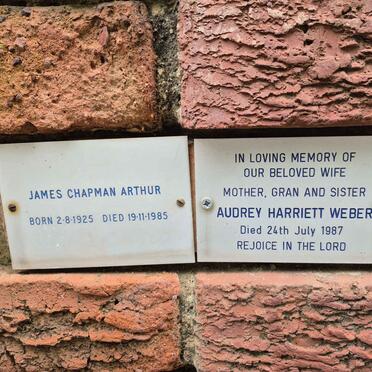 JAMES CHAPMAN ARTHUR
BORN 2·8·1925 DIED 19·11·1985
IN LOVING MEMORY OF
OUR BELOVED WIFE
MOTHER, GRAN AND SISTER
AUDREY HARRIETT WEBER
Died 24th July 1987
REJOICE IN THE LORD